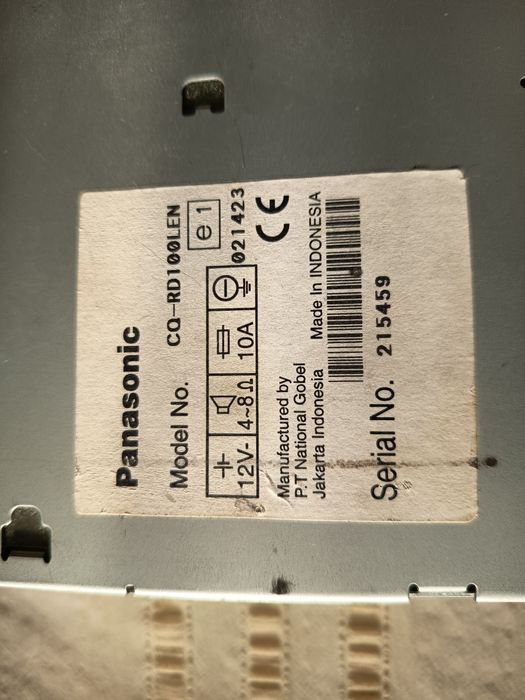 Panasonic
Model No. CQ-RD100LEN
12V- 4~8Ω 10A
e1
021423
CE
Manufactured by
P.T National Gobel
Jakarta Indonesia Made In INDONESIA
Serial No. 215459